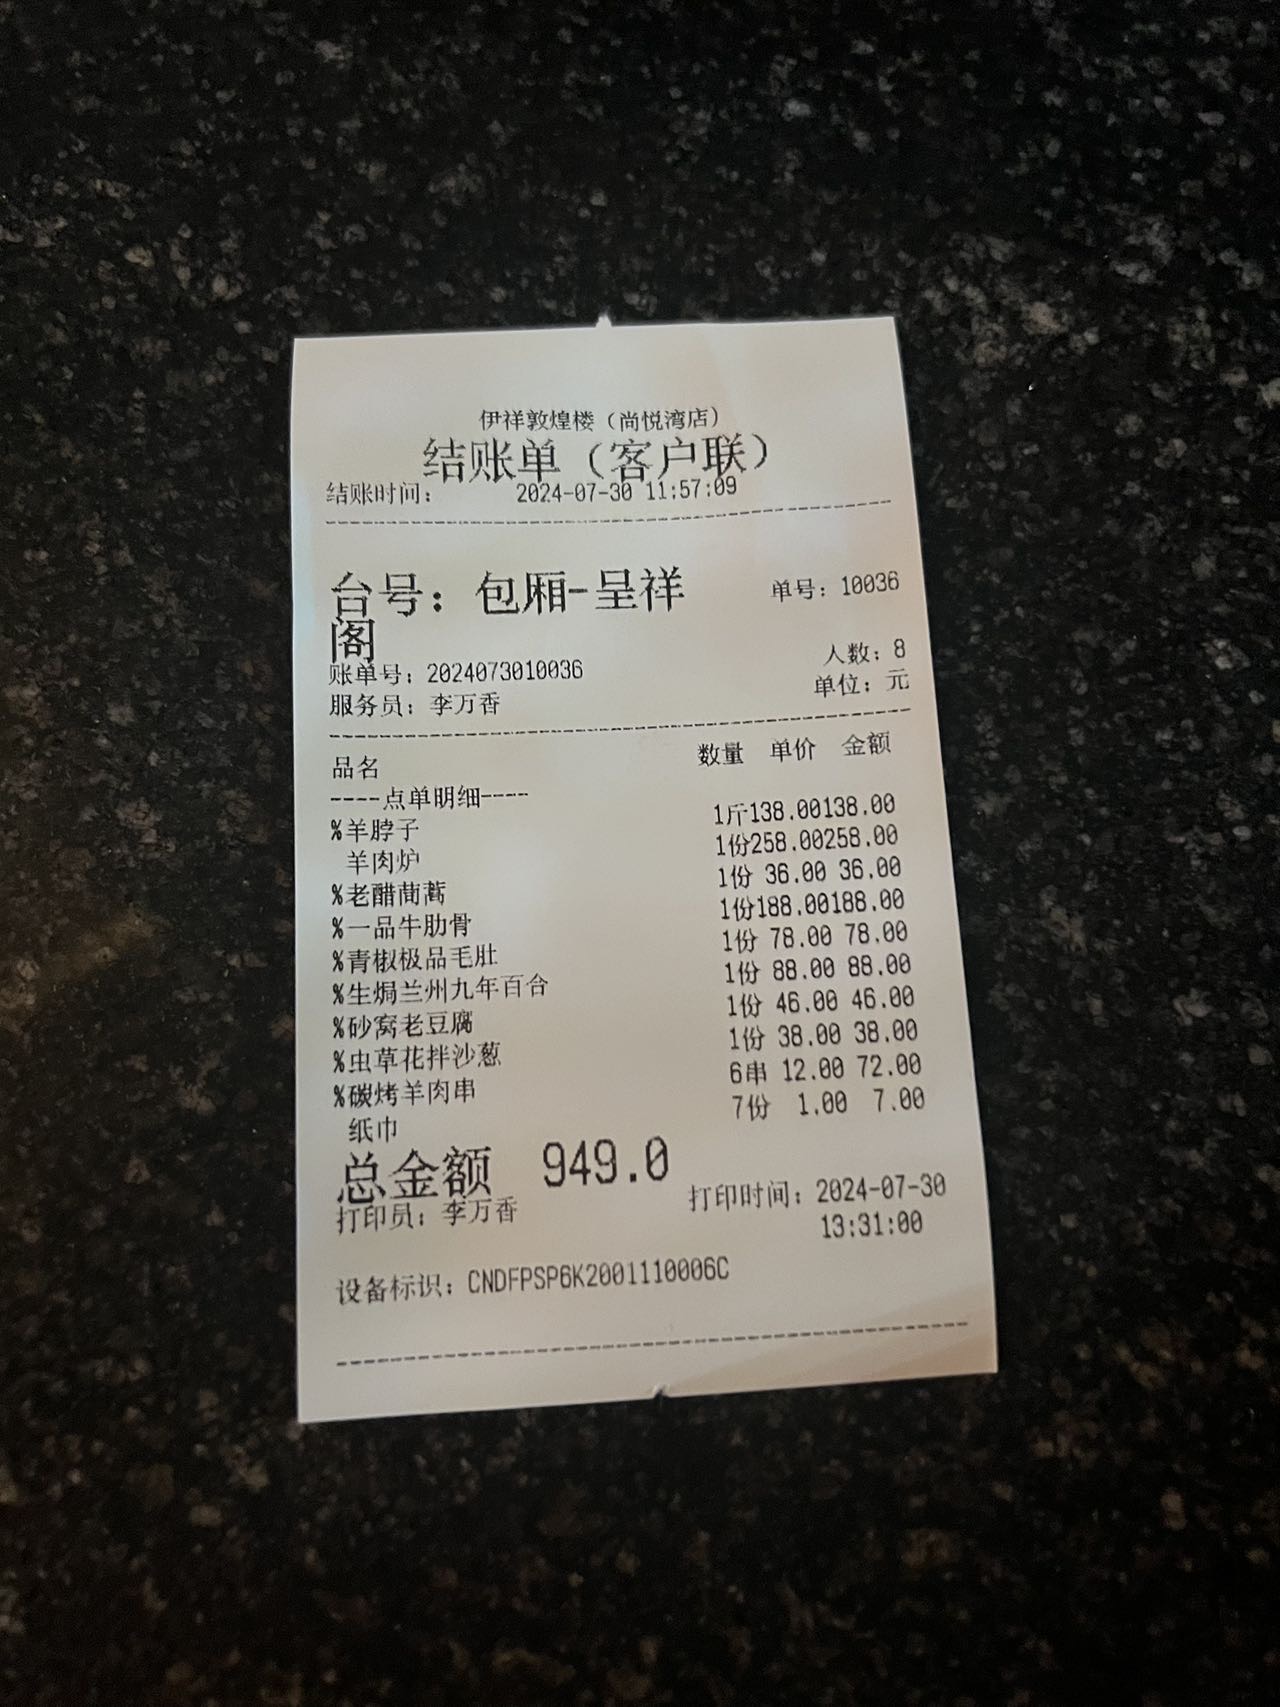 伊祥敦煌楼（尚悦湾店）
结账单（客户联）
结账时间： 2024-07-30 11:57:09
台号：包厢-呈祥 单号：10036
阁
账单号：2024073010036 人数：8
服务员：李万香 单位：元
品名 数量 单价 金额
----点单明细----
%羊脖子 1斤138.00138.00
羊肉炉 1份258.00258.00
%老醋茼蒿 1份 36.00 36.00
%一品牛肋骨 1份188.00188.00
%青椒极品毛肚 1份 78.00 78.00
%生焗兰州九年百合 1份 88.00 88.00
%砂窝老豆腐 1份 46.00 46.00
%虫草花拌沙葱 1份 38.00 38.00
%碳烤羊肉串 6串 12.00 72.00
纸巾 7份 1.00 7.00
总金额 949.0
打印员：李万香 打印时间：2024-07-30
13:31:00
设备标识：CNDFPSP6K2001110006C